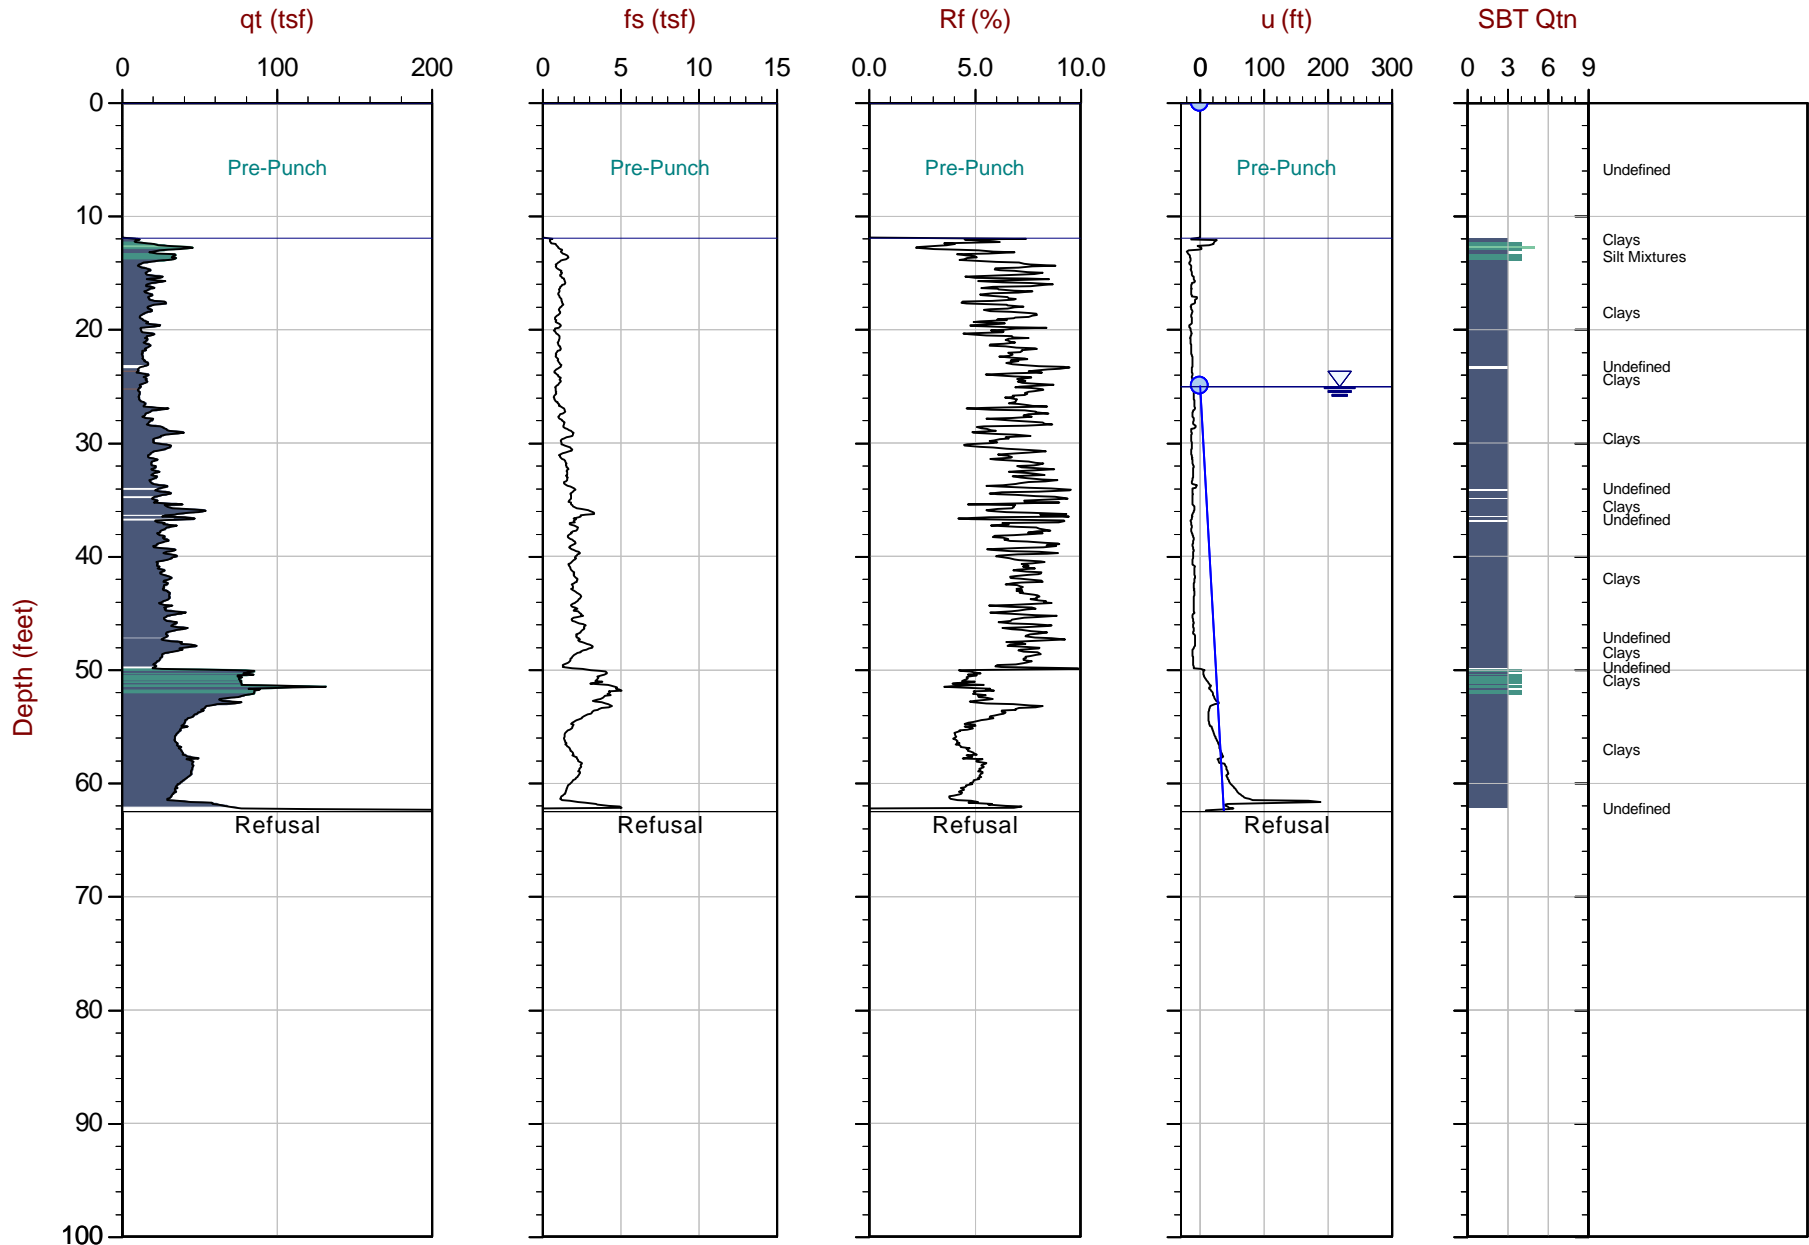 qt (tsf) fs (tsf) Rf (%) u (ft) SBT Qtn
0 100 200 0 5 10 15 0.0 5.0 10.0 0 100 200 300 0 3 6 9
0
Pre-Punch Pre-Punch Pre-Punch Pre-Punch
Undefined
10
Clays
Silt Mixtures
Clays
20
Undefined
Clays
Clays
30
Undefined
Clays
Undefined
40
Clays
Undefined
Clays
50
Undefined
Clays
Depth (feet)
Clays
60
Undefined
Refusal Refusal Refusal Refusal
70
80
90
100